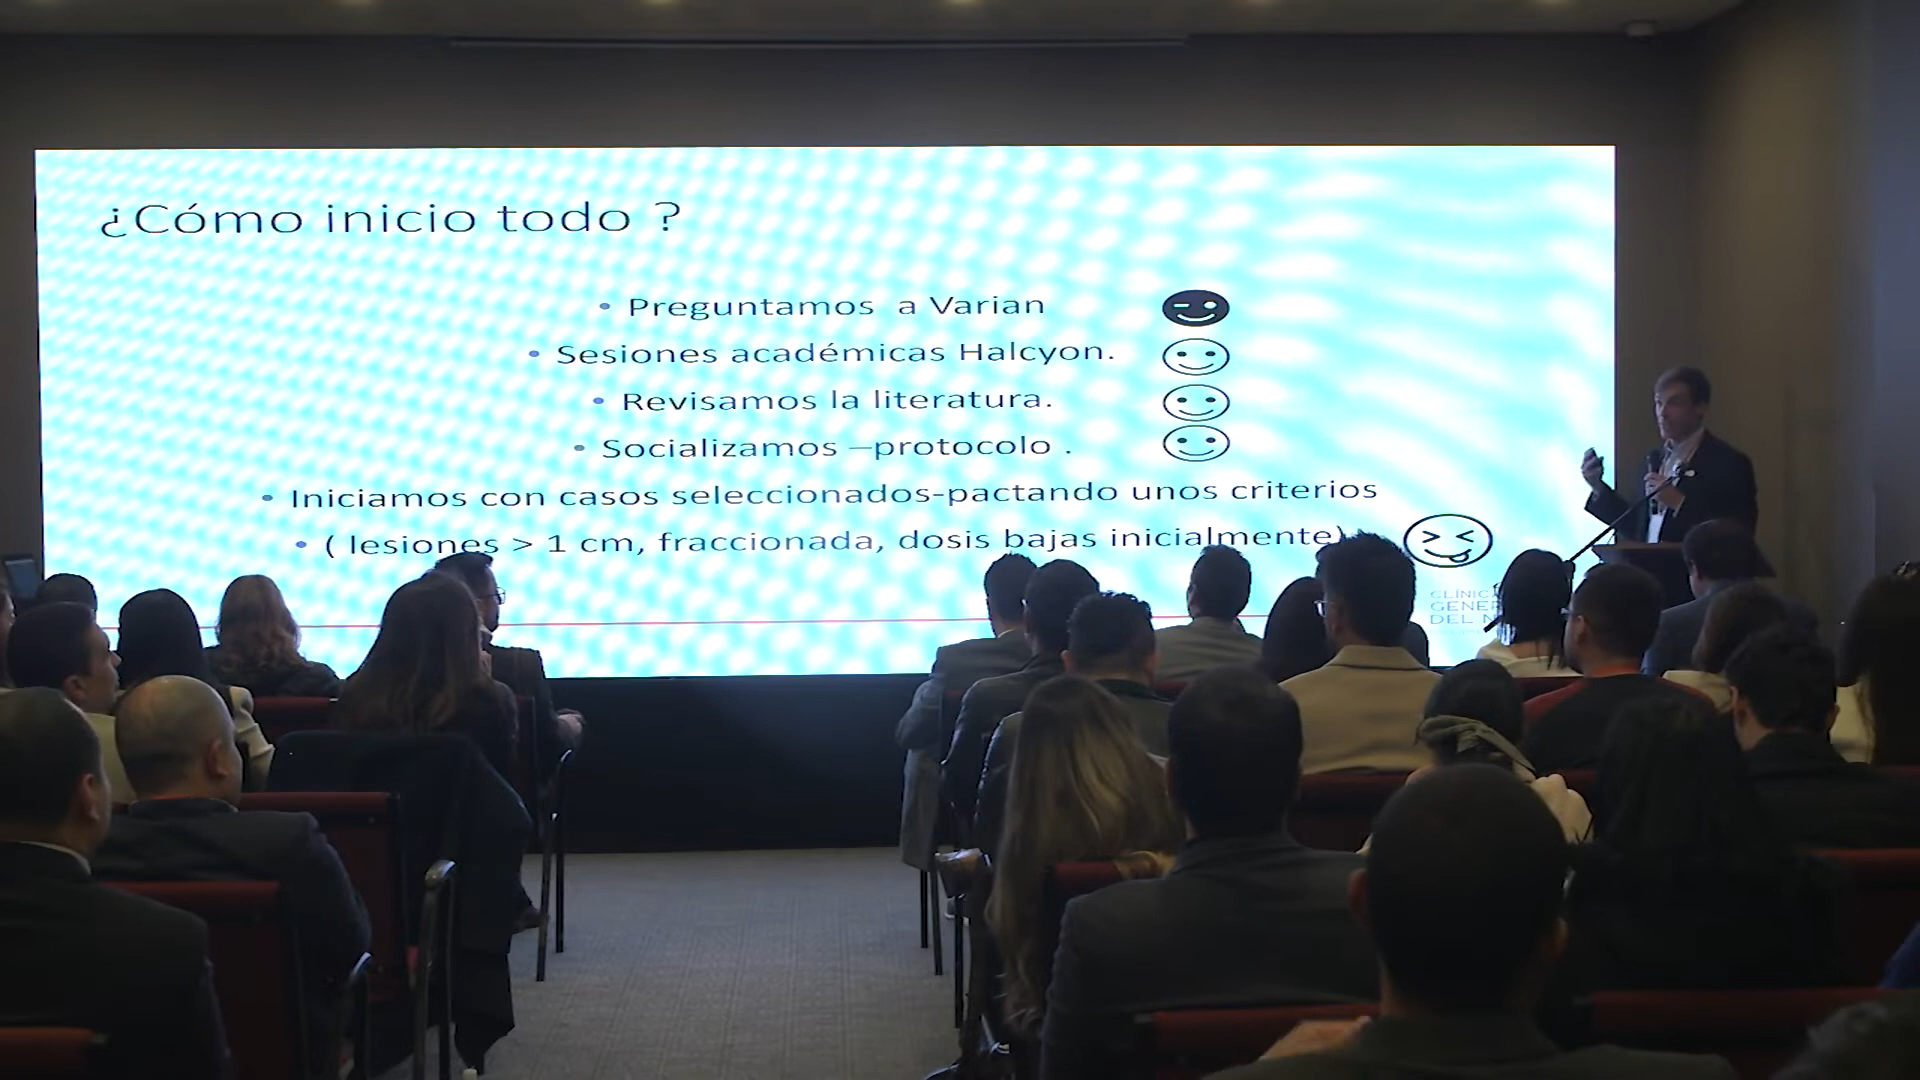 ¿Cómo inicio todo ?
• Preguntamos a Varian
• Sesiones académicas Halcyon.
• Revisamos la literatura.
• Socializamos –protocolo .
• Iniciamos con casos seleccionados-pactando unos criterios
• ( lesiones > 1 cm, fraccionada, dosis bajas inicialmente)
DEL